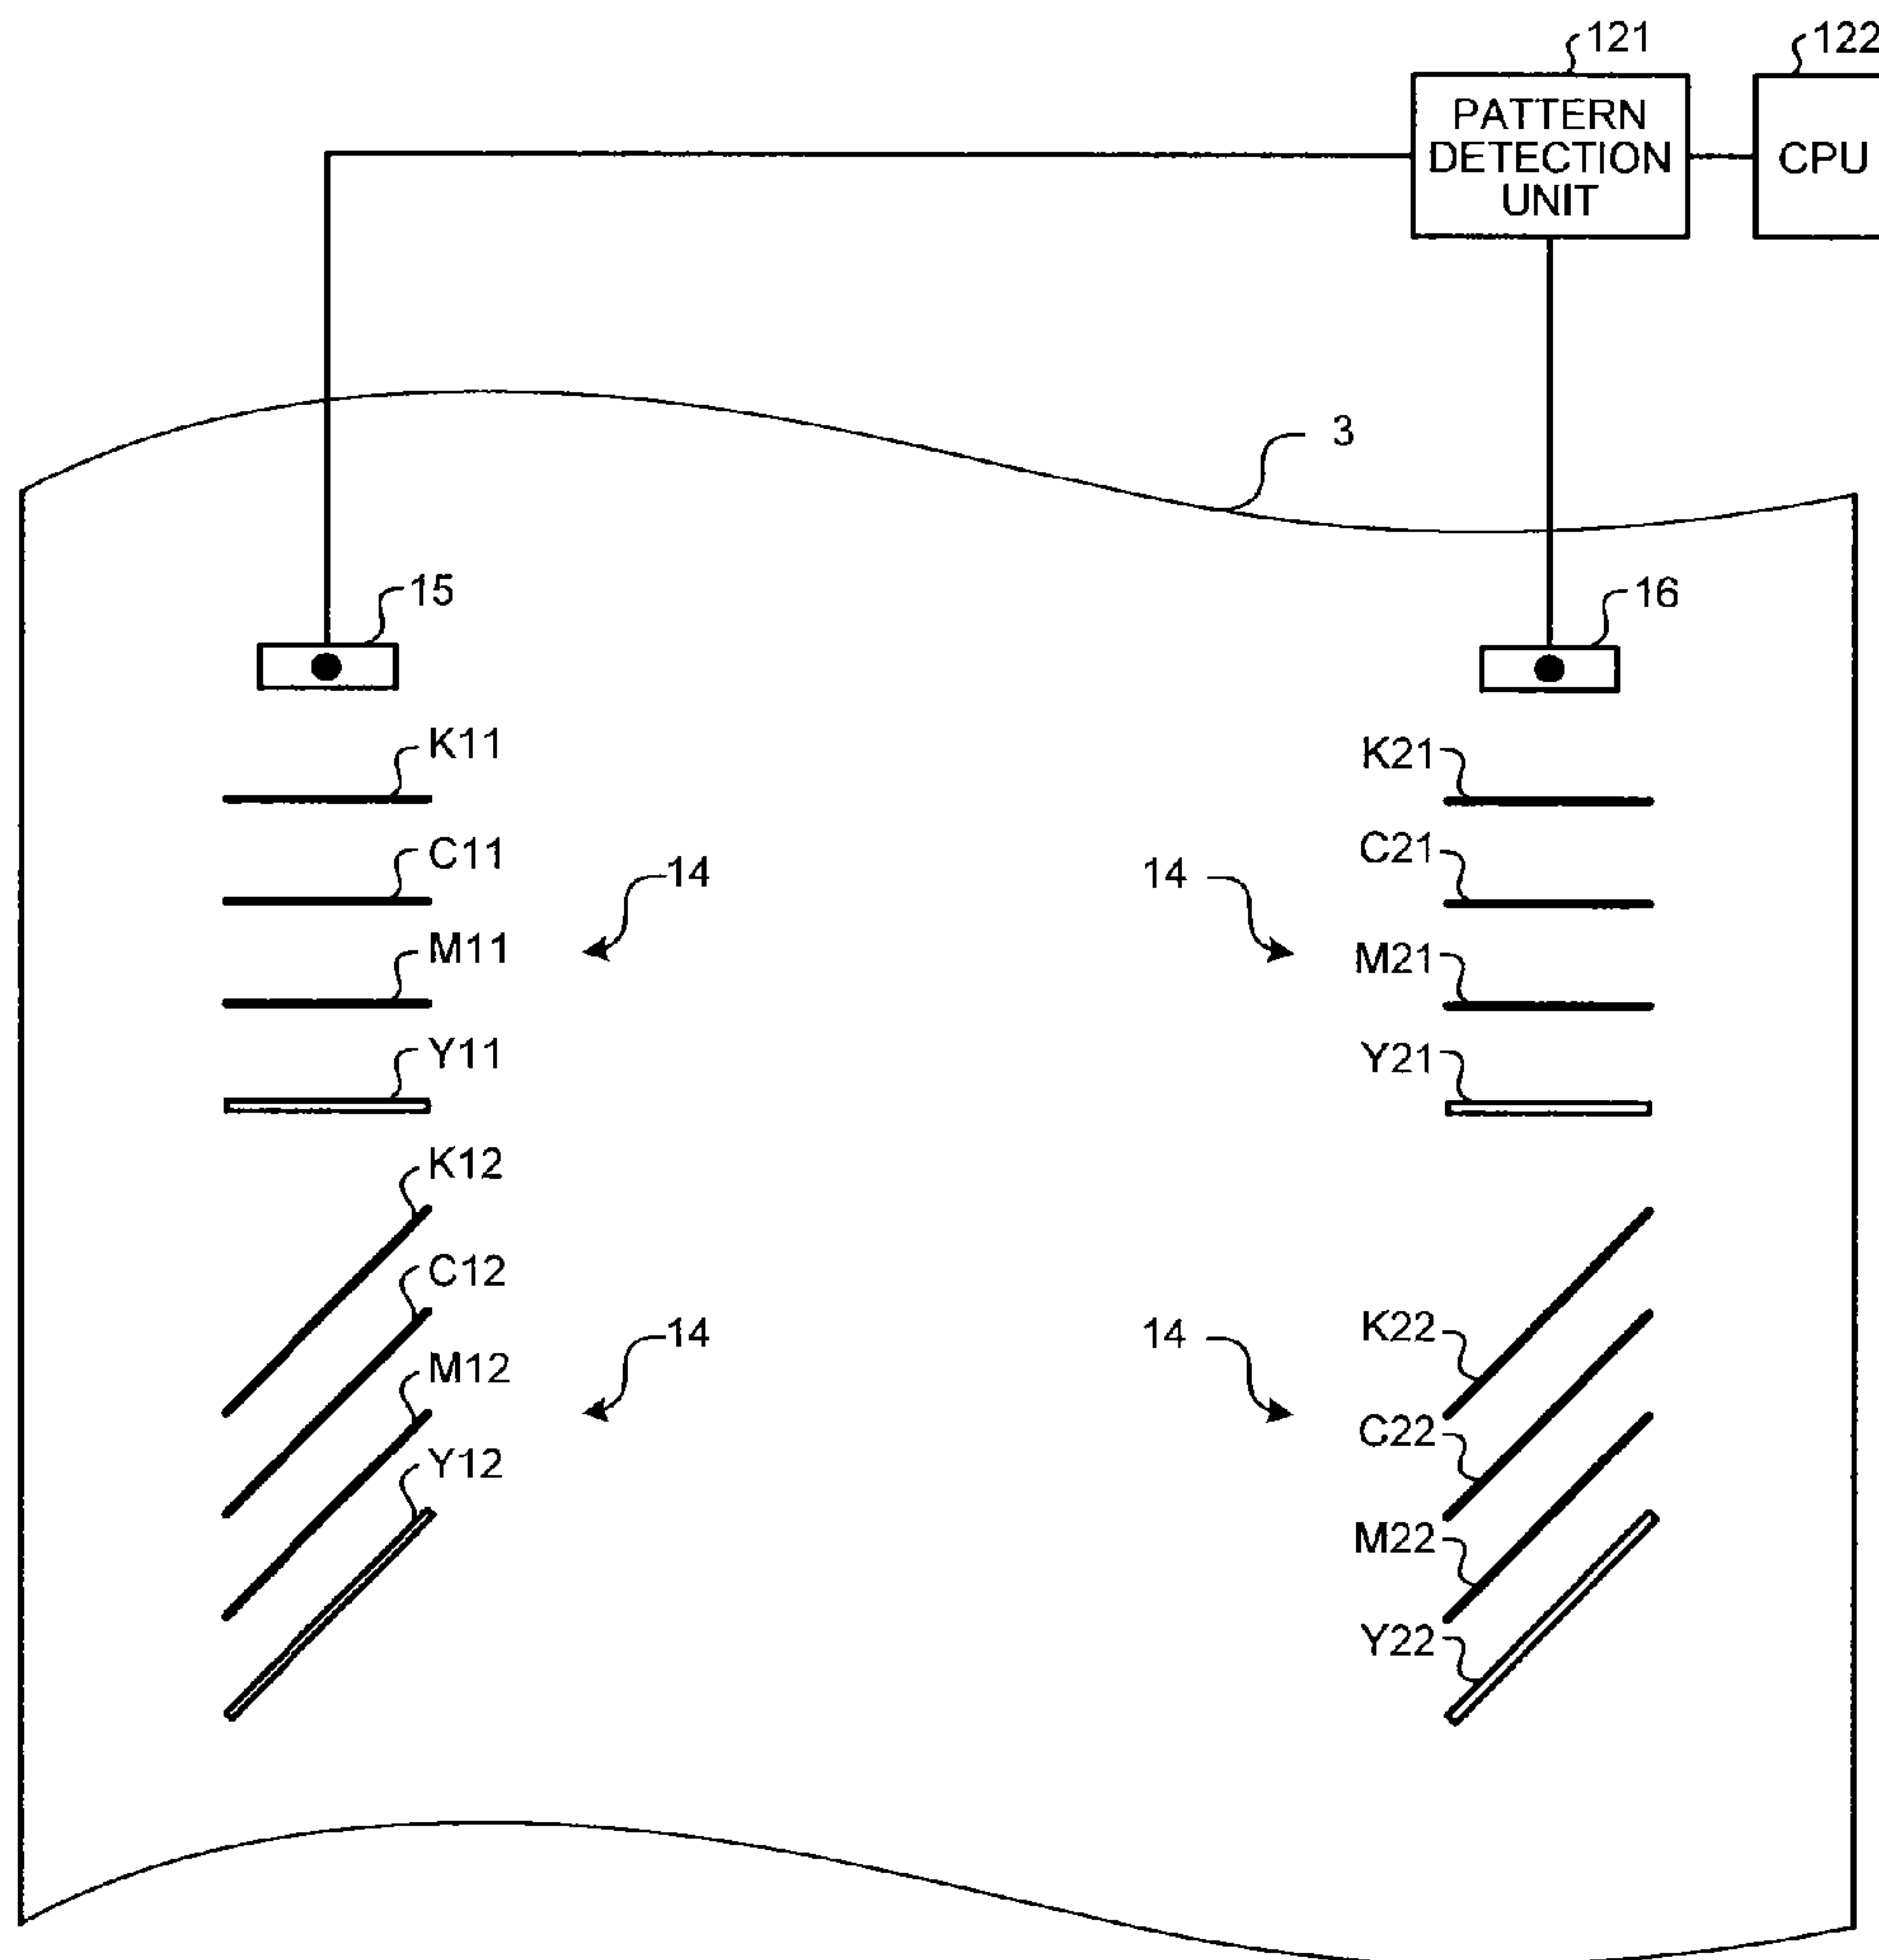 121
122
PATTERN
DETECTION
UNIT
CPU
3
15
16
K11
K21
C11
C21
14
14
M11
M21
Y11
Y21
K12
C12
14
14
K22
M12
C22
Y12
M22
Y22